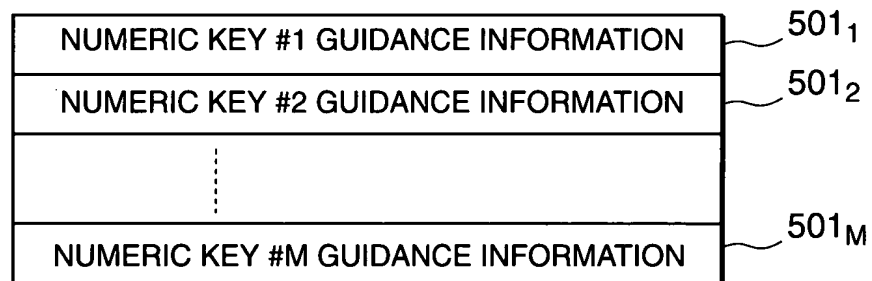 NUMERIC KEY #1 GUIDANCE INFORMATION 501₁
NUMERIC KEY #2 GUIDANCE INFORMATION 501₂
NUMERIC KEY #M GUIDANCE INFORMATION 501M